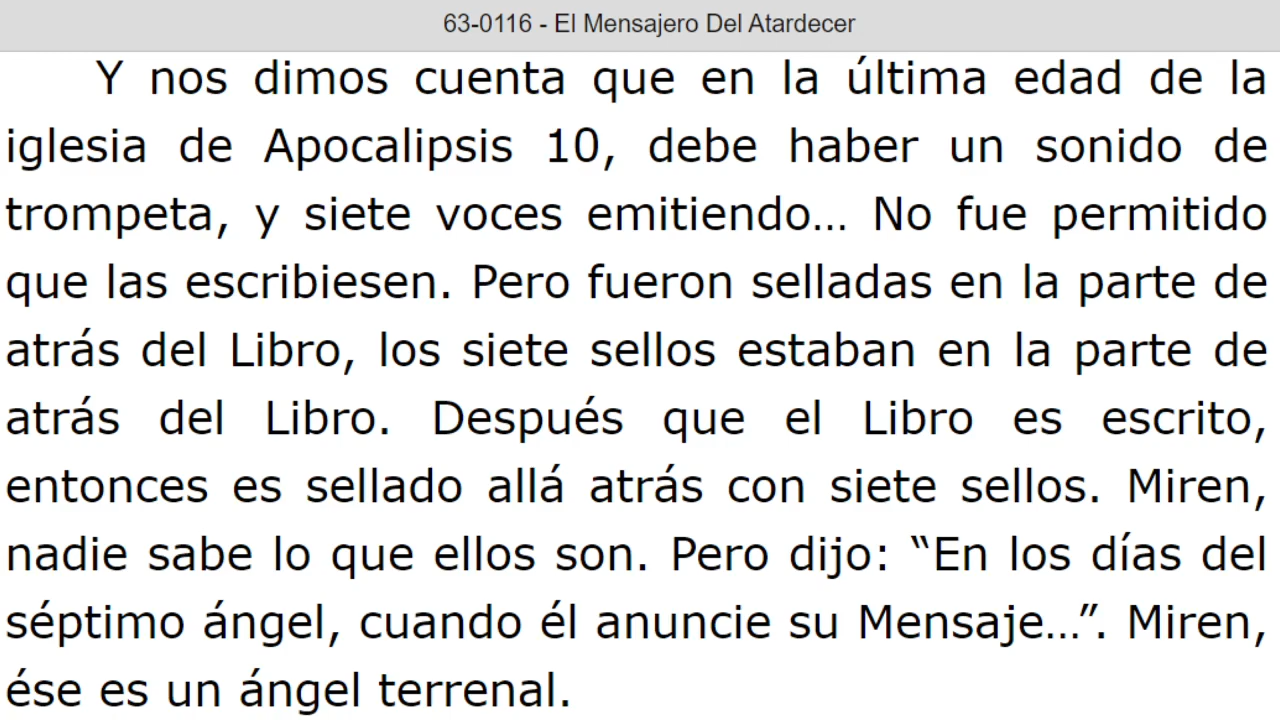 63-0116 - El Mensajero Del Atardecer
Y nos dimos cuenta que en la última edad de la
iglesia de Apocalipsis 10, debe haber un sonido de
trompeta, y siete voces emitiendo… No fue permitido
que las escribiesen. Pero fueron selladas en la parte de
atrás del Libro, los siete sellos estaban en la parte de
atrás del Libro. Después que el Libro es escrito,
entonces es sellado allá atrás con siete sellos. Miren,
nadie sabe lo que ellos son. Pero dijo: “En los días del
séptimo ángel, cuando él anuncie su Mensaje…”. Miren,
ése es un ángel terrenal.